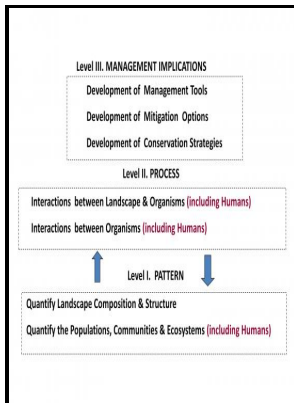 Level III. MANAGEMENT IMPLICATIONS
Development of Management Tools
Development of Mitigation Options
Development of Conservation Strategies
Level II. PROCESS
Interactions between Landscape & Organisms (including Humans)
Interactions between Organisms (including Humans)
Level I. PATTERN
Quantify Landscape Composition & Structure
Quantify the Populations, Communities & Ecosystems (including Humans)